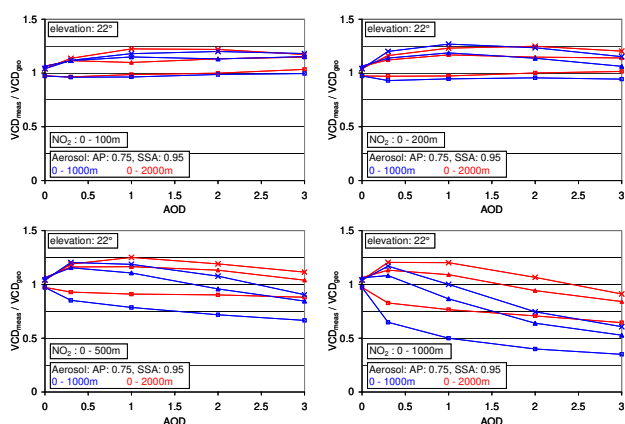 1.5
elevation: 22°
1
0.5
NO₂ : 0 - 100m
Aerosol: AP: 0.75, SSA: 0.95
0 - 1000m 0 - 2000m
0
0 0.5 1 1.5 2 2.5 3
AOD
VCDmeas / VCDgeo
1.5
elevation: 22°
1
0.5
NO₂ : 0 - 200m
Aerosol: AP: 0.75, SSA: 0.95
0 - 1000m 0 - 2000m
0
0 0.5 1 1.5 2 2.5 3
AOD
VCDmeas / VCDgeo
1.5
elevation: 22°
1
0.5
NO₂ : 0 - 500m
Aerosol: AP: 0.75, SSA: 0.95
0 - 1000m 0 - 2000m
0
0 0.5 1 1.5 2 2.5 3
AOD
VCDmeas / VCDgeo
1.5
elevation: 22°
1
0.5
NO₂ : 0 - 1000m
Aerosol: AP: 0.75, SSA: 0.95
0 - 1000m 0 - 2000m
0
0 0.5 1 1.5 2 2.5 3
AOD
VCDmeas / VCDgeo